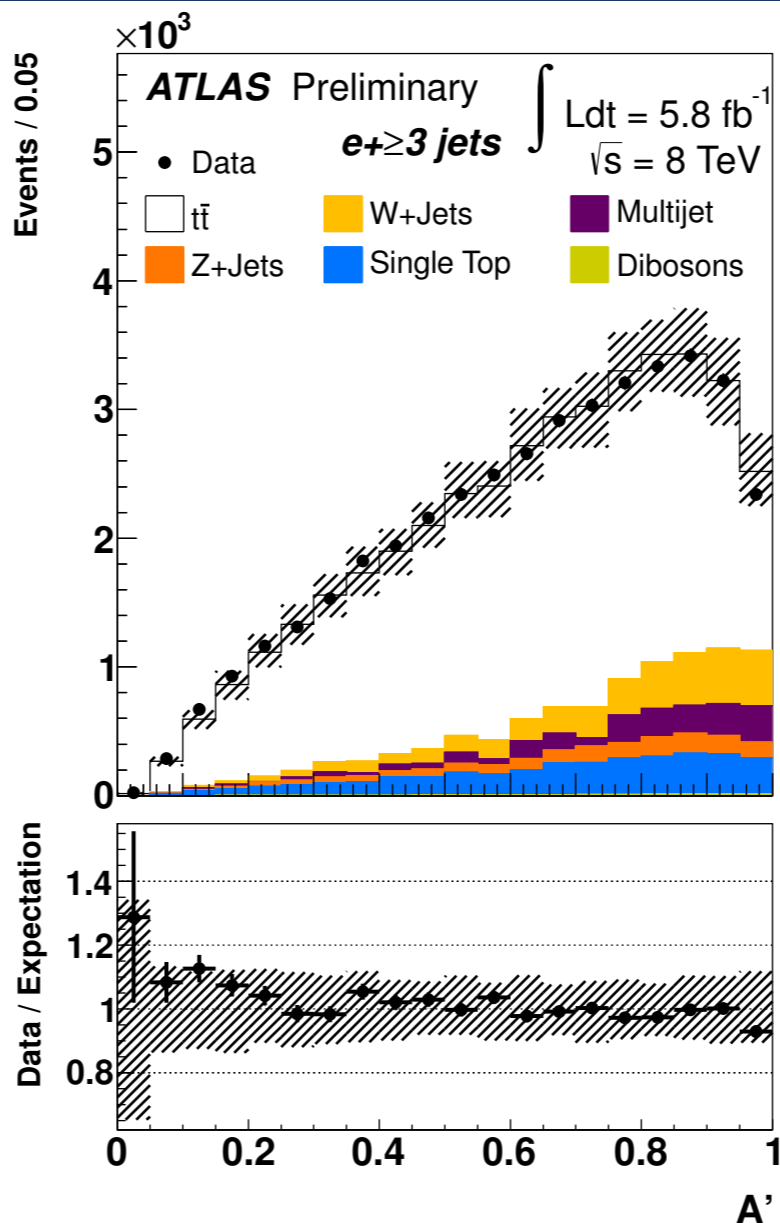 ×10³
Events / 0.05
ATLAS Preliminary
∫ Ldt = 5.8 fb⁻¹
e+≥3 jets
√s = 8 TeV
Data
tt̄
W+Jets
Multijet
Z+Jets
Single Top
Dibosons
5
4
3
2
1
0
Data / Expectation
1.4
1.2
1
0.8
0 0.2 0.4 0.6 0.8 1
A’